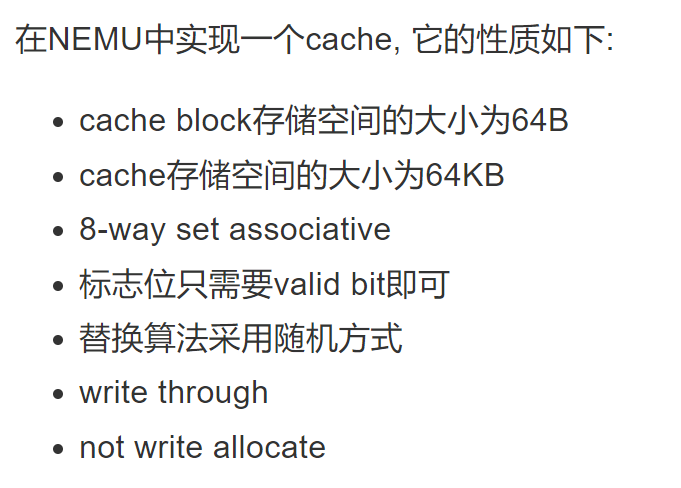 在NEMU中实现一个cache, 它的性质如下:
cache block存储空间的大小为64B
cache存储空间的大小为64KB
8-way set associative
标志位只需要valid bit即可
替换算法采用随机方式
write through
not write allocate